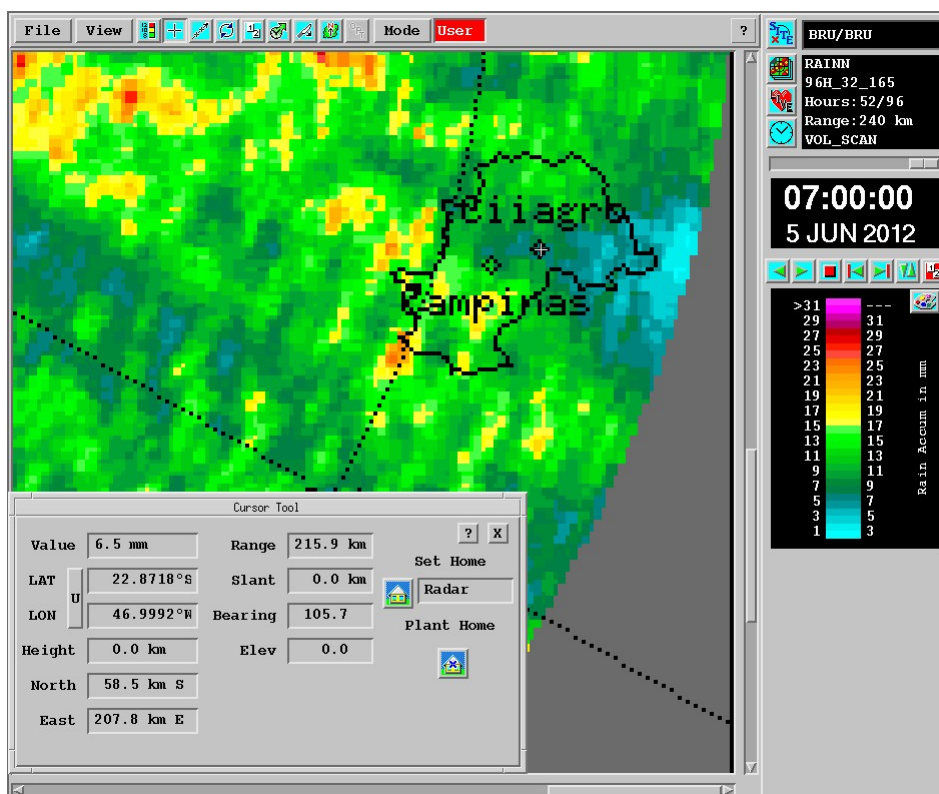 File View Mode User ?
SITE
BRU/BRU
RAINN
96H_32_165
Hours:52/96
Range:240 km
VOL_SCAN
07:00:00
5 JUN 2012
Ciiagro
Campinas
>31 ---
29 31
27 29
25 27
23 25
21 23
19 21
17 19
15 17
13 15
11 13
9 11
7 9
5 7
3 5
1 3
Rain Accum in mm
Cursor Tool
? X
Value 6.5 mm Range 215.9 km
Set Home
LAT 22.8718°S Slant 0.0 km
U
Radar
LON 46.9992°W Bearing 105.7
Plant Home
Height 0.0 km Elev 0.0
North 58.5 km S
East 207.8 km E